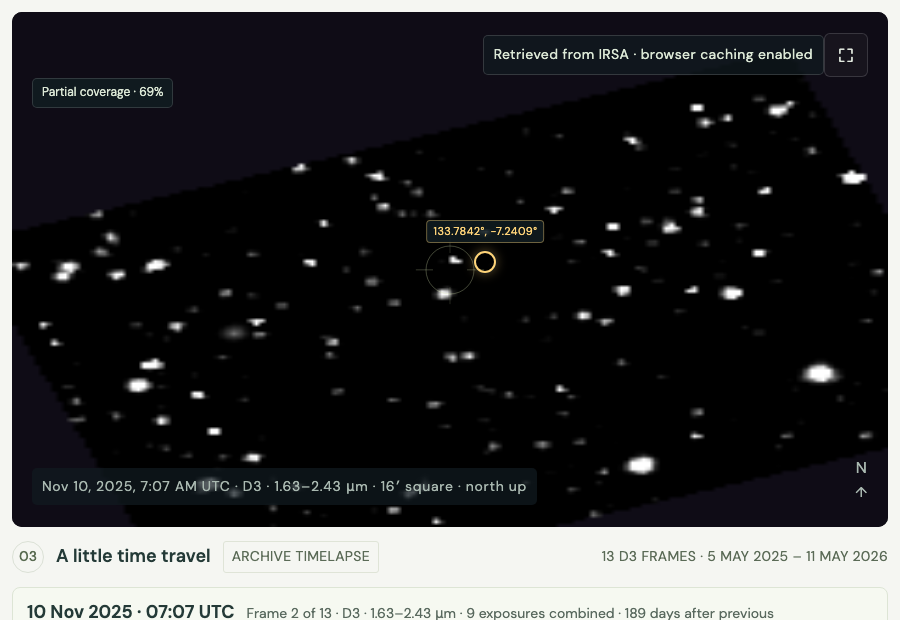 Retrieved from IRSA · browser caching enabled
Partial coverage · 69%
133.7842°, -7.2409°
N
Nov 10, 2025, 7:07 AM UTC · D3 · 1.63–2.43 μm · 16′ square · north up
03 A little time travel ARCHIVE TIMELAPSE 13 D3 FRAMES · 5 MAY 2025 – 11 MAY 2026
10 Nov 2025 · 07:07 UTC Frame 2 of 13 · D3 · 1.63–2.43 μm · 9 exposures combined · 189 days after previous